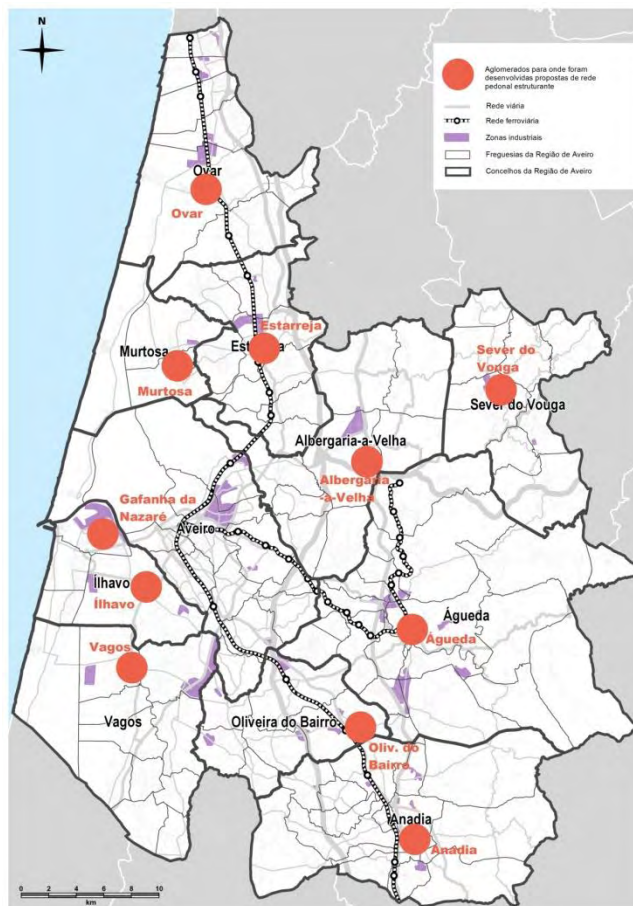 N
Aglomerados para onde foram
desenvolvidas propostas de rede
pedonal estruturante
Rede viária
Rede ferroviária
Zonas industriais
Freguesias da Região de Aveiro
Concelhos da Região de Aveiro
Ovar
Ovar
Estarreja
Murtosa
Murtosa
Sever do
Vouga
Sever do Vouga
Albergaria-a-Velha
Albergaria
-a-Velha
Gafanha da
Nazaré
Aveiro
Ílhavo
Ílhavo
Águeda
Águeda
Vagos
Vagos
Oliveira do Bairro
Oliv. do
Bairro
Anadia
Anadia
0 2 4 6 8 10
km